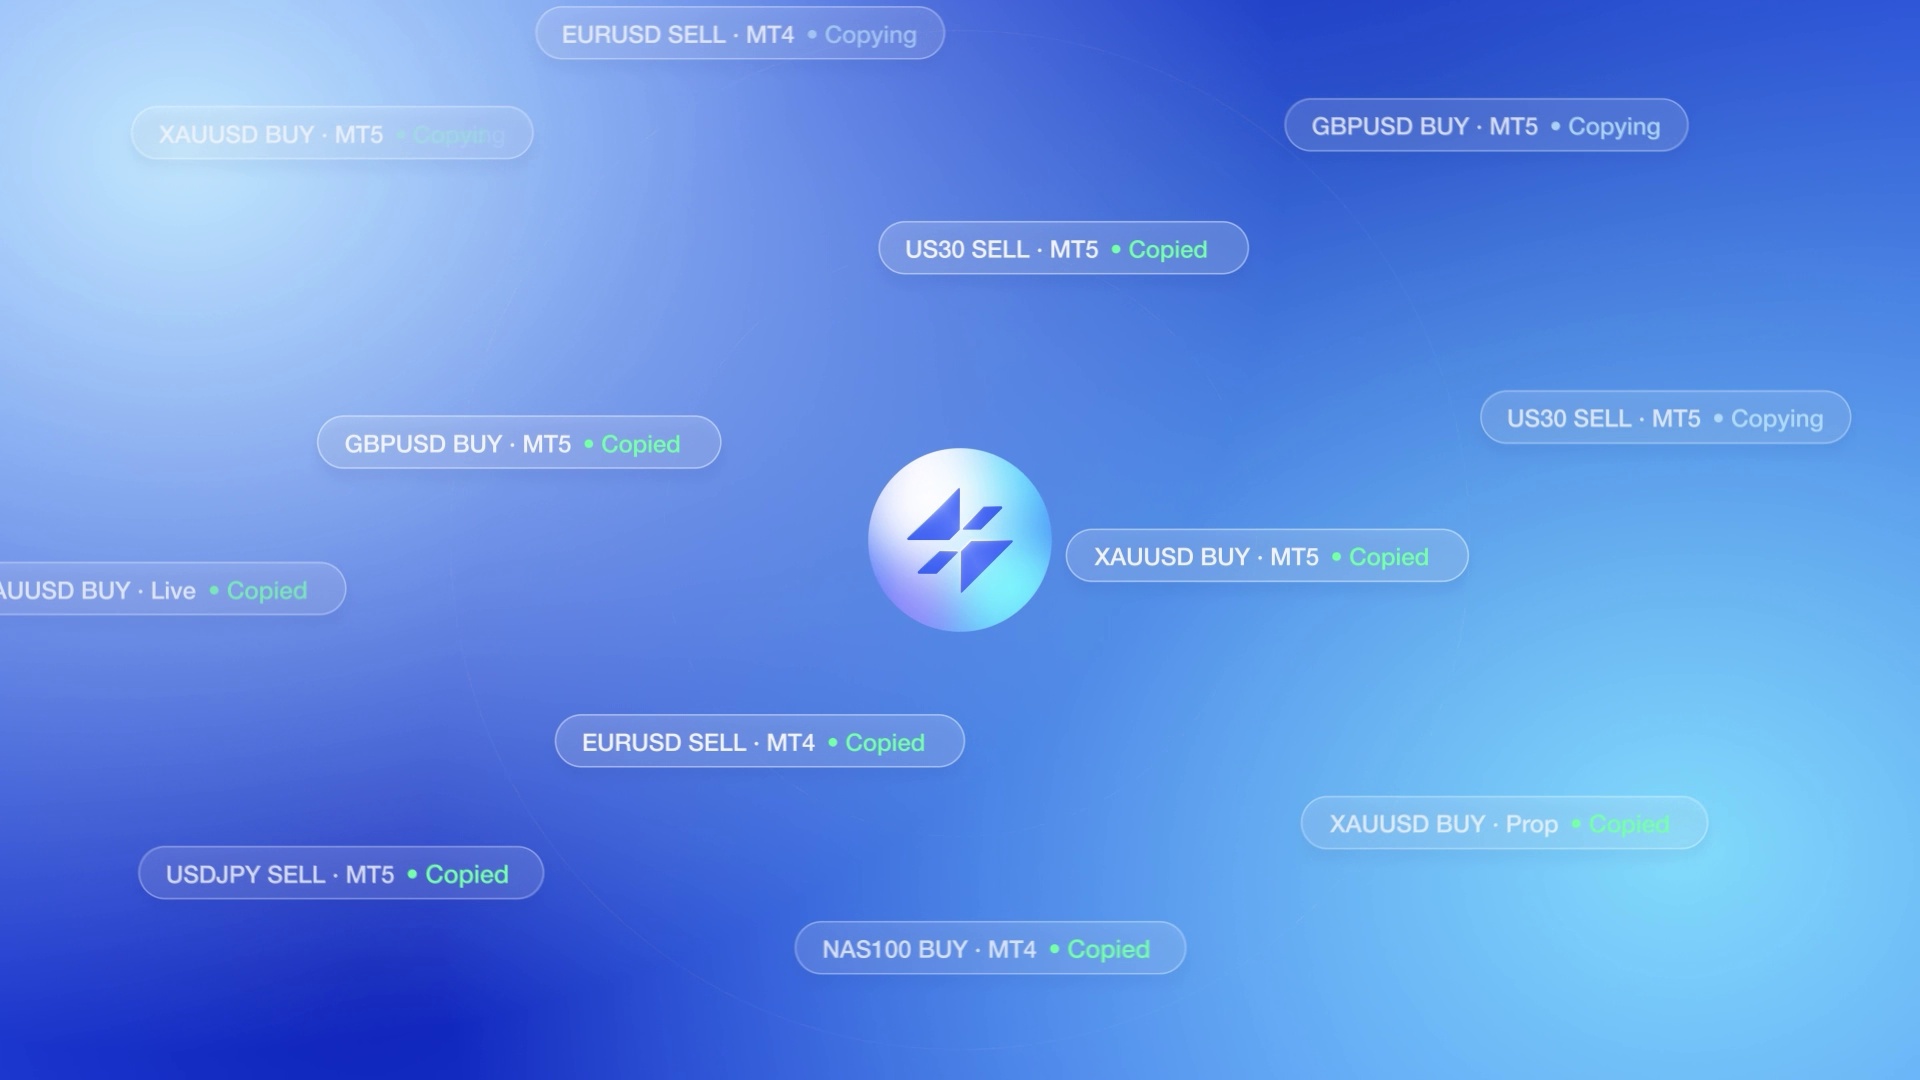 EURUSD SELL · MT4 • Copying
XAUUSD BUY · MT5 • Copying
GBPUSD BUY · MT5 • Copying
US30 SELL · MT5 • Copied
US30 SELL · MT5 • Copying
GBPUSD BUY · MT5 • Copied
XAUUSD BUY · MT5 • Copied
AUUSD BUY · Live • Copied
EURUSD SELL · MT4 • Copied
XAUUSD BUY · Prop • Copied
USDJPY SELL · MT5 • Copied
NAS100 BUY · MT4 • Copied